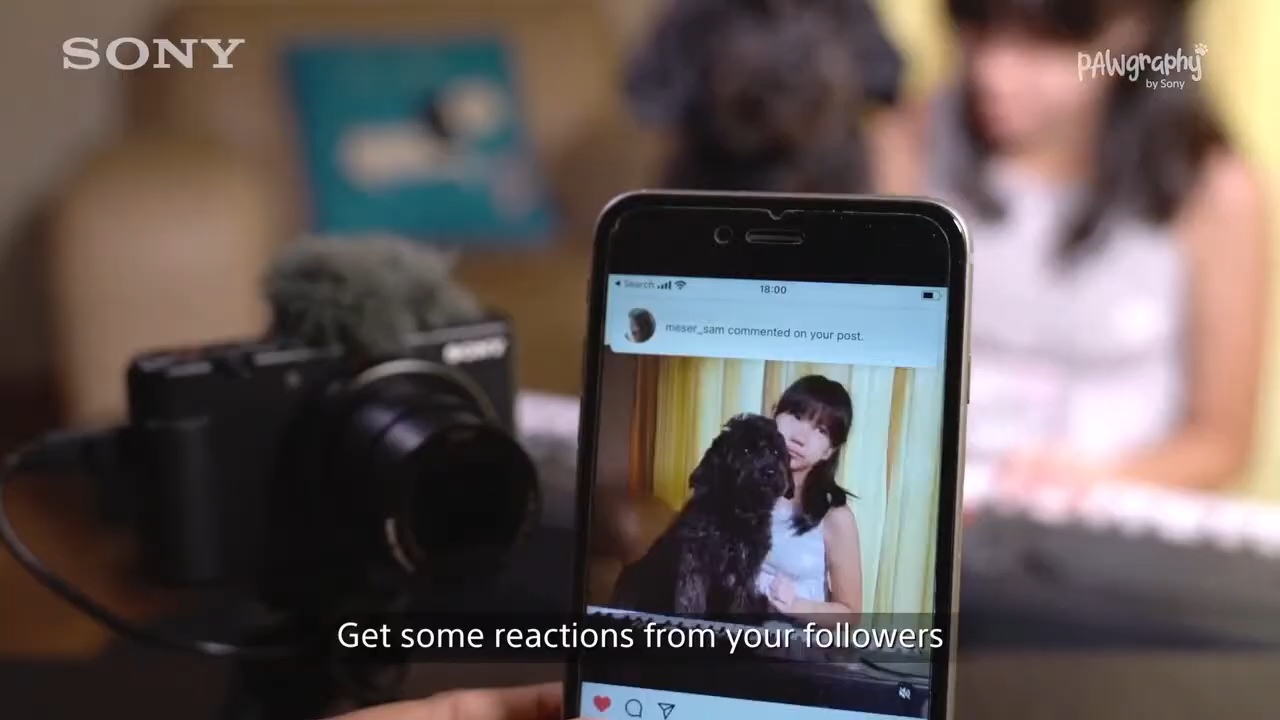 SONY
PAWgraphy
by Sony
Search
18:00
meser_sam commented on your post.
SONY
Get some reactions from your followers